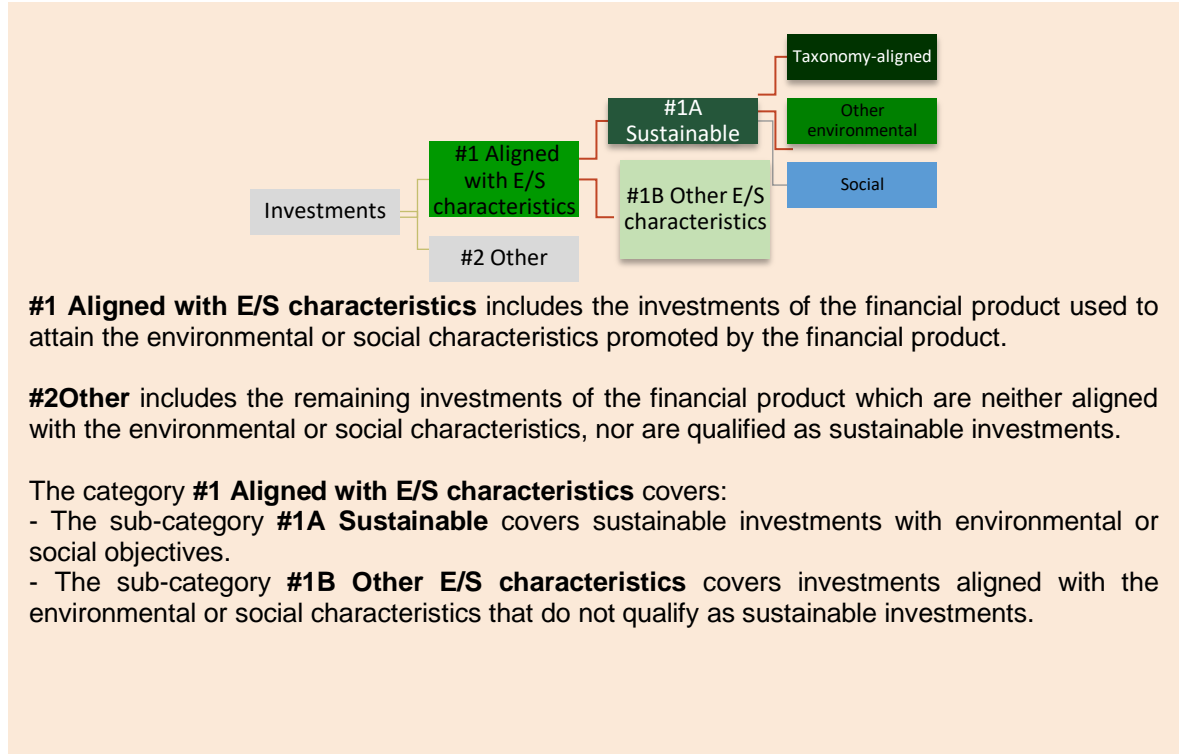 Taxonomy-aligned
#1A
Sustainable
Other
environmental
#1 Aligned
with E/S
characteristics
Social
#1B Other E/S
characteristics
Investments
#2 Other
#1 Aligned with E/S characteristics includes the investments of the financial product used to
attain the environmental or social characteristics promoted by the financial product.
#2Other includes the remaining investments of the financial product which are neither aligned
with the environmental or social characteristics, nor are qualified as sustainable investments.
The category #1 Aligned with E/S characteristics covers:
- The sub-category #1A Sustainable covers sustainable investments with environmental or
social objectives.
- The sub-category #1B Other E/S characteristics covers investments aligned with the
environmental or social characteristics that do not qualify as sustainable investments.